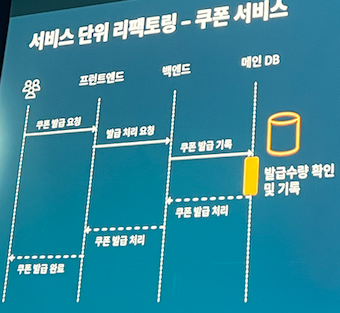 서비스 단위 리팩토링 – 쿠폰 서비스
프런트엔드
백엔드
메인 DB
쿠폰 발급 요청
발급 처리 요청
쿠폰 발급 기록
발급수량 확인
및 기록
쿠폰 발급 처리
쿠폰 발급 처리
쿠폰 발급 완료